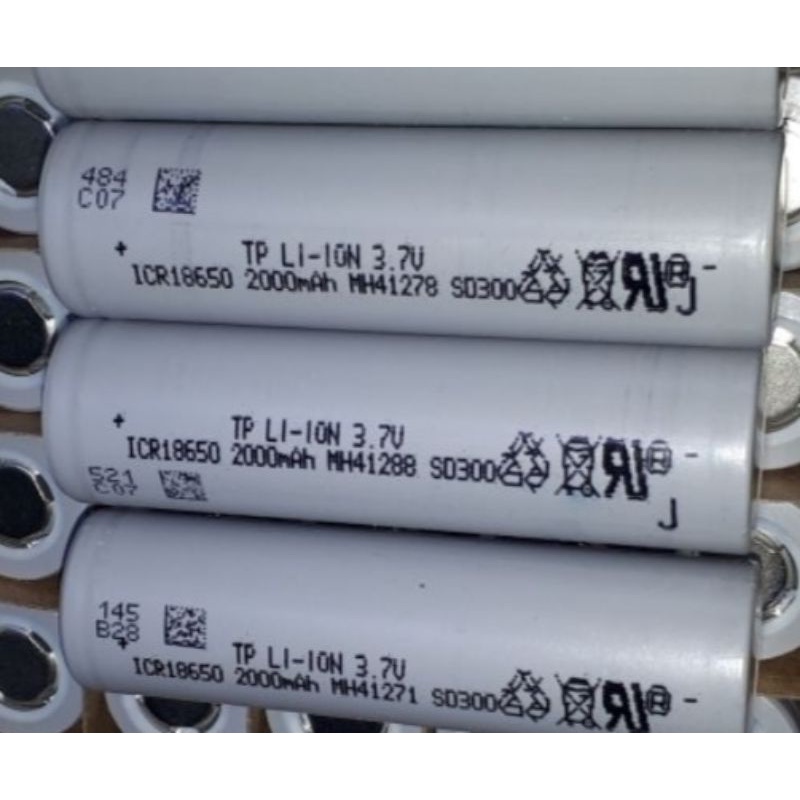 484
C07
+
TP LI-ION 3.7V
ICR18650 2000mAh MH41278 SD300
-
J
+
TP LI-ION 3.7V
ICR18650 2000mAh MH41288 SD300
-
521
C07
J
145
B28
+
TP LI-ION 3.7V
ICR18650 2000mAh MH41271 SD300
-